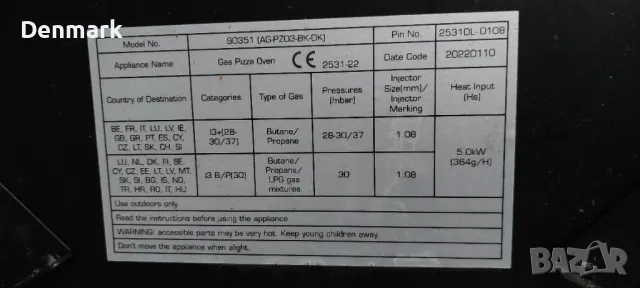 Denmark
Model No. 90351 (AG-PZ03-BK-DK) Pin No. 2531DL-0108
Appliance Name: Gas Pizza Oven CE 2531-22 Date Code 20220110
Country of Destination Categories Type of Gas Pressures (mbar) Injector Size(mm)/ Injector Marking Heat Input (Hs)
BE, FR, IT, LU, LV, IE, GB, GR, PT, ES, CY, CZ, LT, SK, CH, SI I3+(28-30/37) Butane/ Propane 28-30/37 1.08 5.0kW (364g/H)
LU, NL, DK, FI, SE, CY, CZ, EE, LT, LV, MT, SK, SI, BG, IS, NO, TR, HR, RO, IT, HU I3 B/P(30) Butane/ Propane/ LPG gas mixtures 30 1.08
Use outdoors only.
Read the instructions before using the appliance
WARNING: accessible parts may be very hot. Keep young children away.
Don't move the appliance when alight.
BAZAR
bg